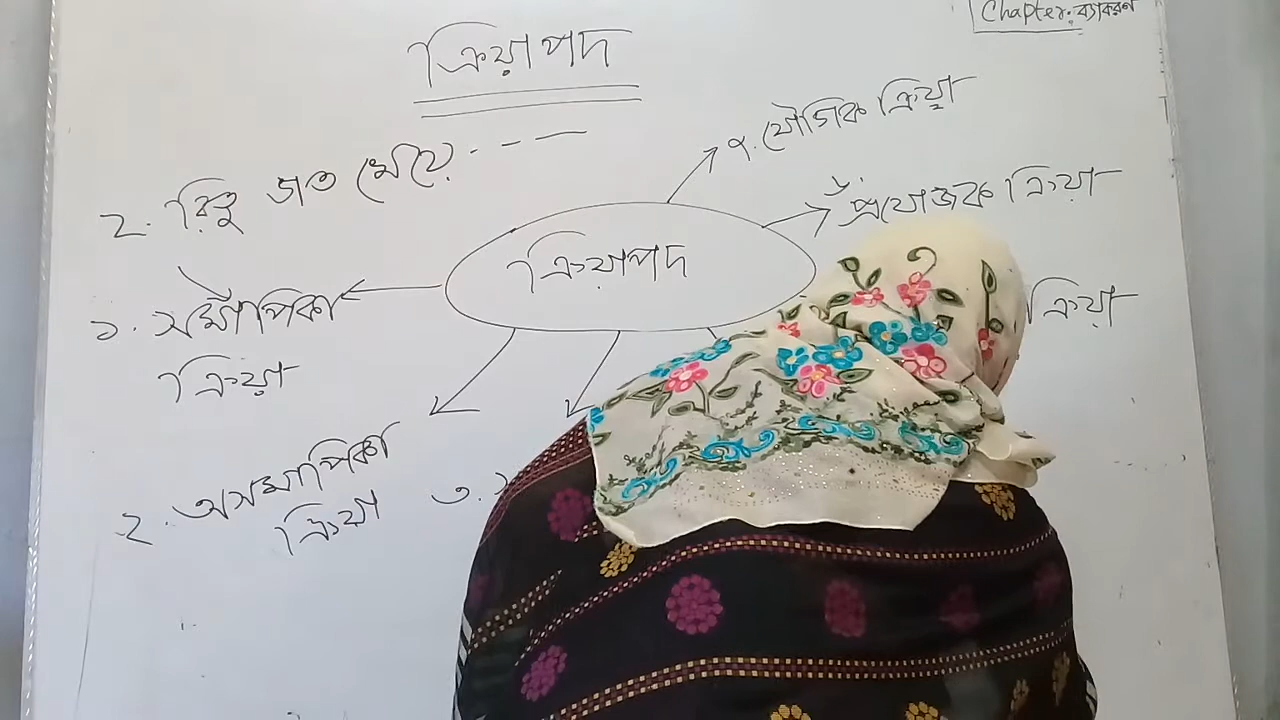 Chapter: ব্যাকরণ
ক্রিয়াপদ
৭. যৌগিক ক্রিয়া
২. রিতু ভাত খেয়ে - - -
প্রযোজক ক্রিয়া
ক্রিয়াপদ
১. সমাপিকা
ক্রিয়া
ক্রিয়া
২. অসমাপিকা
ক্রিয়া
৩.